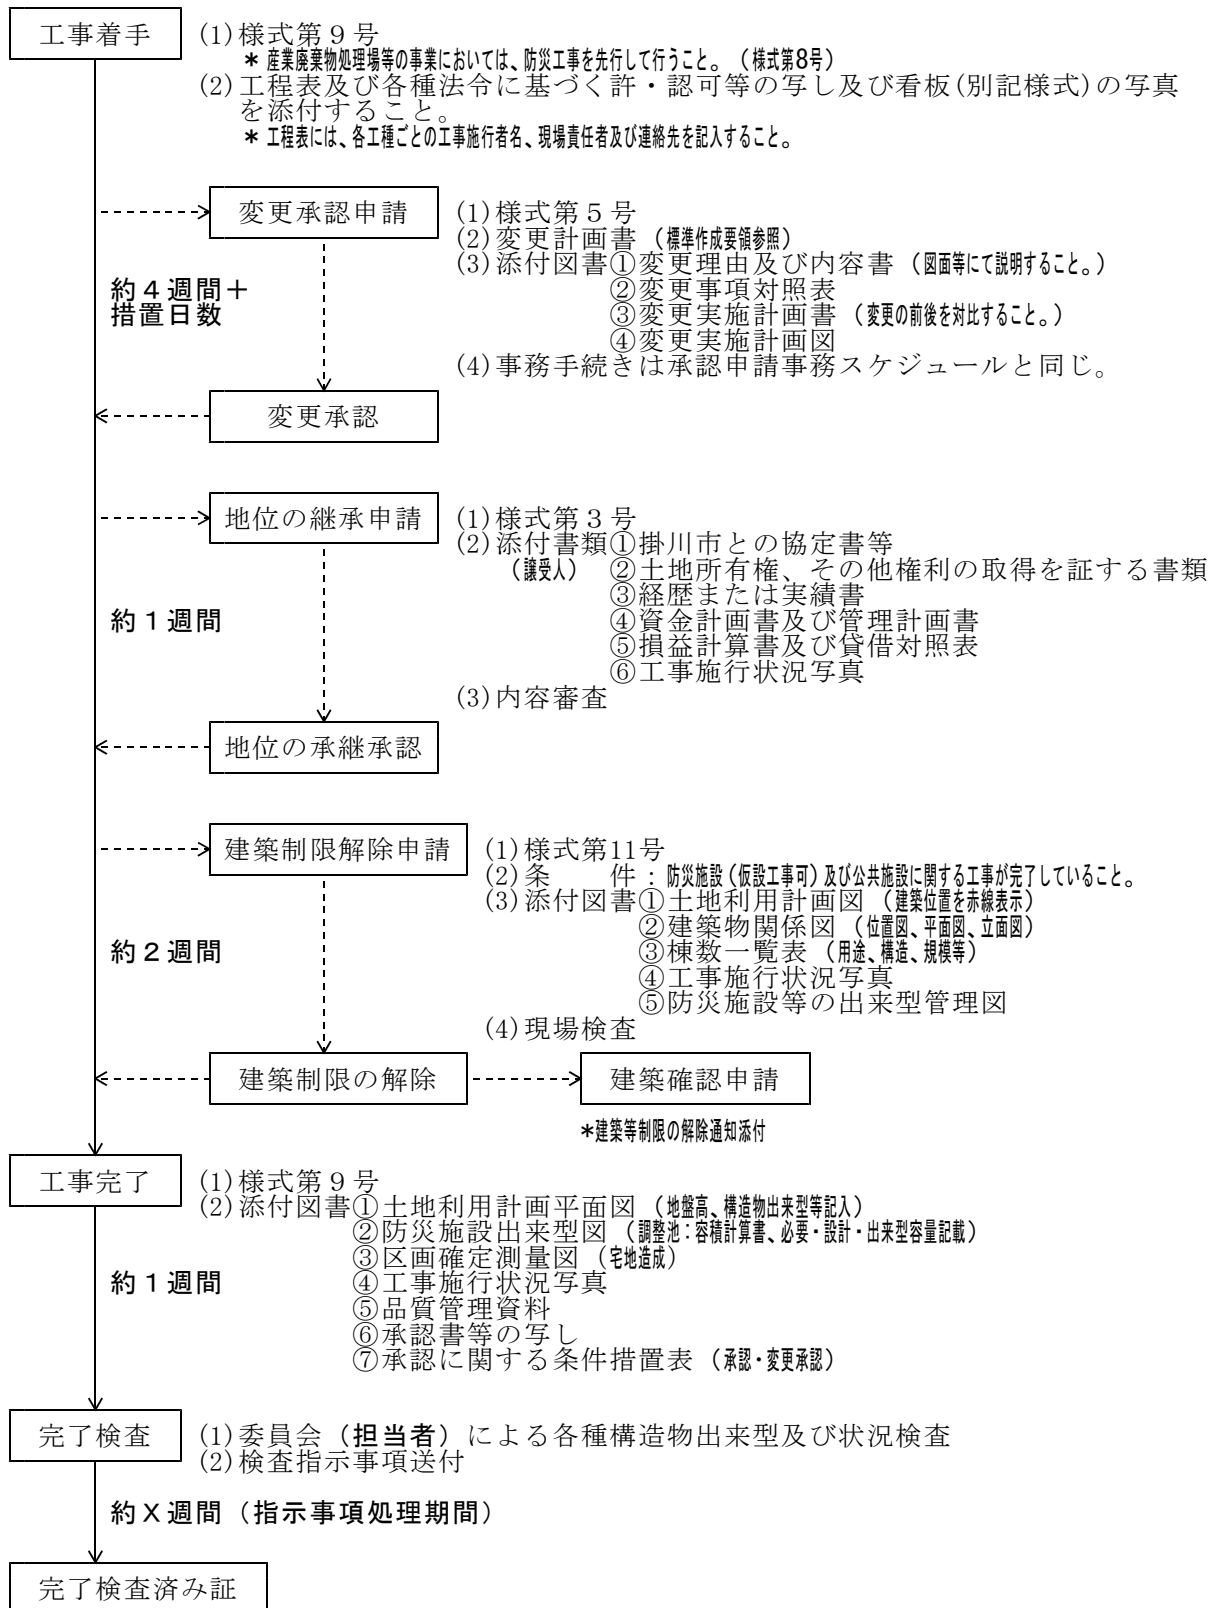 工事着手
(1)様式第９号
＊ 産業廃棄物処理場等の事業においては、防災工事を先行して行うこと。（様式第8号）
(2)工程表及び各種法令に基づく許・認可等の写し及び看板(別記様式)の写真
を添付すること。
＊ 工程表には、各工種ごとの工事施行者名、現場責任者及び連絡先を記入すること。
変更承認申請
(1)様式第５号
(2)変更計画書（標準作成要領参照）
(3)添付図書①変更理由及び内容書（図面等にて説明すること。）
②変更事項対照表
③変更実施計画書（変更の前後を対比すること。）
④変更実施計画図
(4)事務手続きは承認申請事務スケジュールと同じ。
約４週間＋
措置日数
変更承認
地位の継承申請
(1)様式第３号
(2)添付書類①掛川市との協定書等
（譲受人）　②土地所有権、その他権利の取得を証する書類
③経歴または実績書
④資金計画書及び管理計画書
⑤損益計算書及び貸借対照表
⑥工事施行状況写真
(3)内容審査
約１週間
地位の承継承認
建築制限解除申請
(1)様式第11号
(2)条　　件：防災施設（仮設工事可）及び公共施設に関する工事が完了していること。
(3)添付図書①土地利用計画図（建築位置を赤線表示）
②建築物関係図（位置図、平面図、立面図）
③棟数一覧表（用途、構造、規模等）
④工事施行状況写真
⑤防災施設等の出来型管理図
(4)現場検査
約２週間
建築制限の解除
建築確認申請
＊建築等制限の解除通知添付
工事完了
(1)様式第９号
(2)添付図書①土地利用計画平面図（地盤高、構造物出来型等記入）
②防災施設出来型図（調整池：容積計算書、必要・設計・出来型容量記載）
③区画確定測量図（宅地造成）
④工事施行状況写真
⑤品質管理資料
⑥承認書等の写し
⑦承認に関する条件措置表（承認・変更承認）
約１週間
完了検査
(1)委員会（担当者）による各種構造物出来型及び状況検査
(2)検査指示事項送付
約Ｘ週間（指示事項処理期間）
完了検査済み証